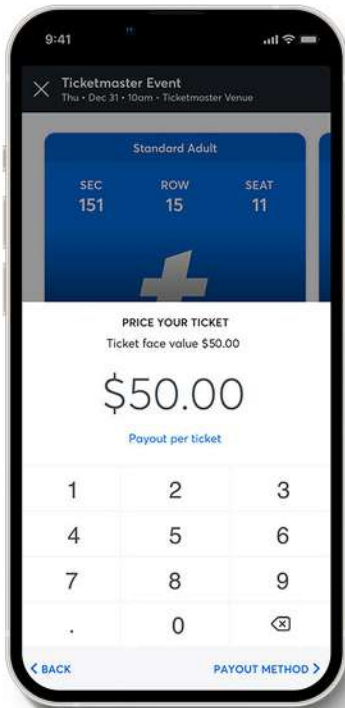 9:41
Ticketmaster Event
Thu • Dec 31 • 10am - Ticketmaster Venue
Standard Adult
SEC ROW SEAT
151 15 11
t
PRICE YOUR TICKET
Ticket face value $50.00
$50.00
Payout per ticket
1 2 3
4 5 6
7 8 9
. 0
BACK PAYOUT METHOD